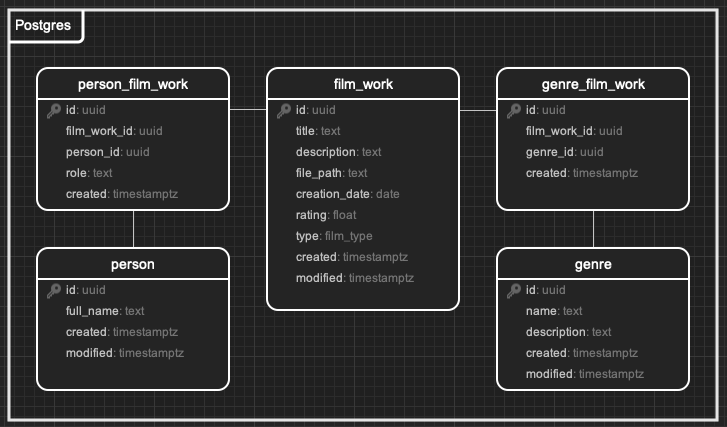 Postgres
person_film_work
id: uuid
film_work_id: uuid
person_id: uuid
role: text
created: timestamptz
film_work
id: uuid
title: text
description: text
file_path: text
creation_date: date
rating: float
type: film_type
created: timestamptz
modified: timestamptz
genre_film_work
id: uuid
film_work_id: uuid
genre_id: uuid
created: timestamptz
person
id: uuid
full_name: text
created: timestamptz
modified: timestamptz
genre
id: uuid
name: text
description: text
created: timestamptz
modified: timestamptz